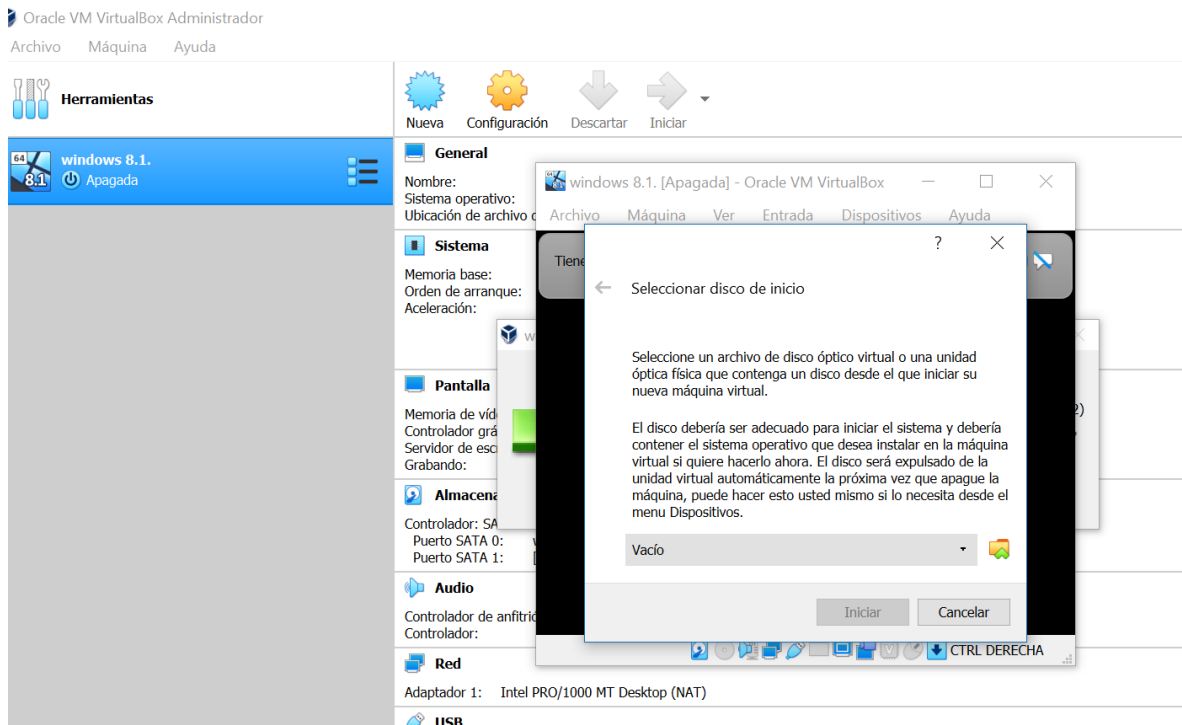 Oracle VM VirtualBox Administrador
Archivo Máquina Ayuda
Herramientas
Nueva Configuración Descartar Iniciar
64
8.1
windows 8.1.
Apagada
General
Nombre:
Sistema operativo:
Ubicación de archivo
Sistema
Memoria base:
Orden de arranque:
Aceleración:
Pantalla
Memoria de víd
Controlador grá
Servidor de esc
Grabando:
Almacena
Controlador: SA
Puerto SATA 0:
Puerto SATA 1:
Audio
Controlador de anfitrió
Controlador:
Red
Adaptador 1: Intel PRO/1000 MT Desktop (NAT)
USB
windows 8.1. [Apagada] - Oracle VM VirtualBox
Archivo Máquina Ver Entrada Dispositivos Ayuda
Tiene
?
Seleccionar disco de inicio
Seleccione un archivo de disco óptico virtual o una unidad
óptica física que contenga un disco desde el que iniciar su
nueva máquina virtual.
El disco debería ser adecuado para iniciar el sistema y debería
contener el sistema operativo que desea instalar en la máquina
virtual si quiere hacerlo ahora. El disco será expulsado de la
unidad virtual automáticamente la próxima vez que apague la
máquina, puede hacer esto usted mismo si lo necesita desde el
menu Dispositivos.
Vacío
Iniciar Cancelar
CTRL DERECHA